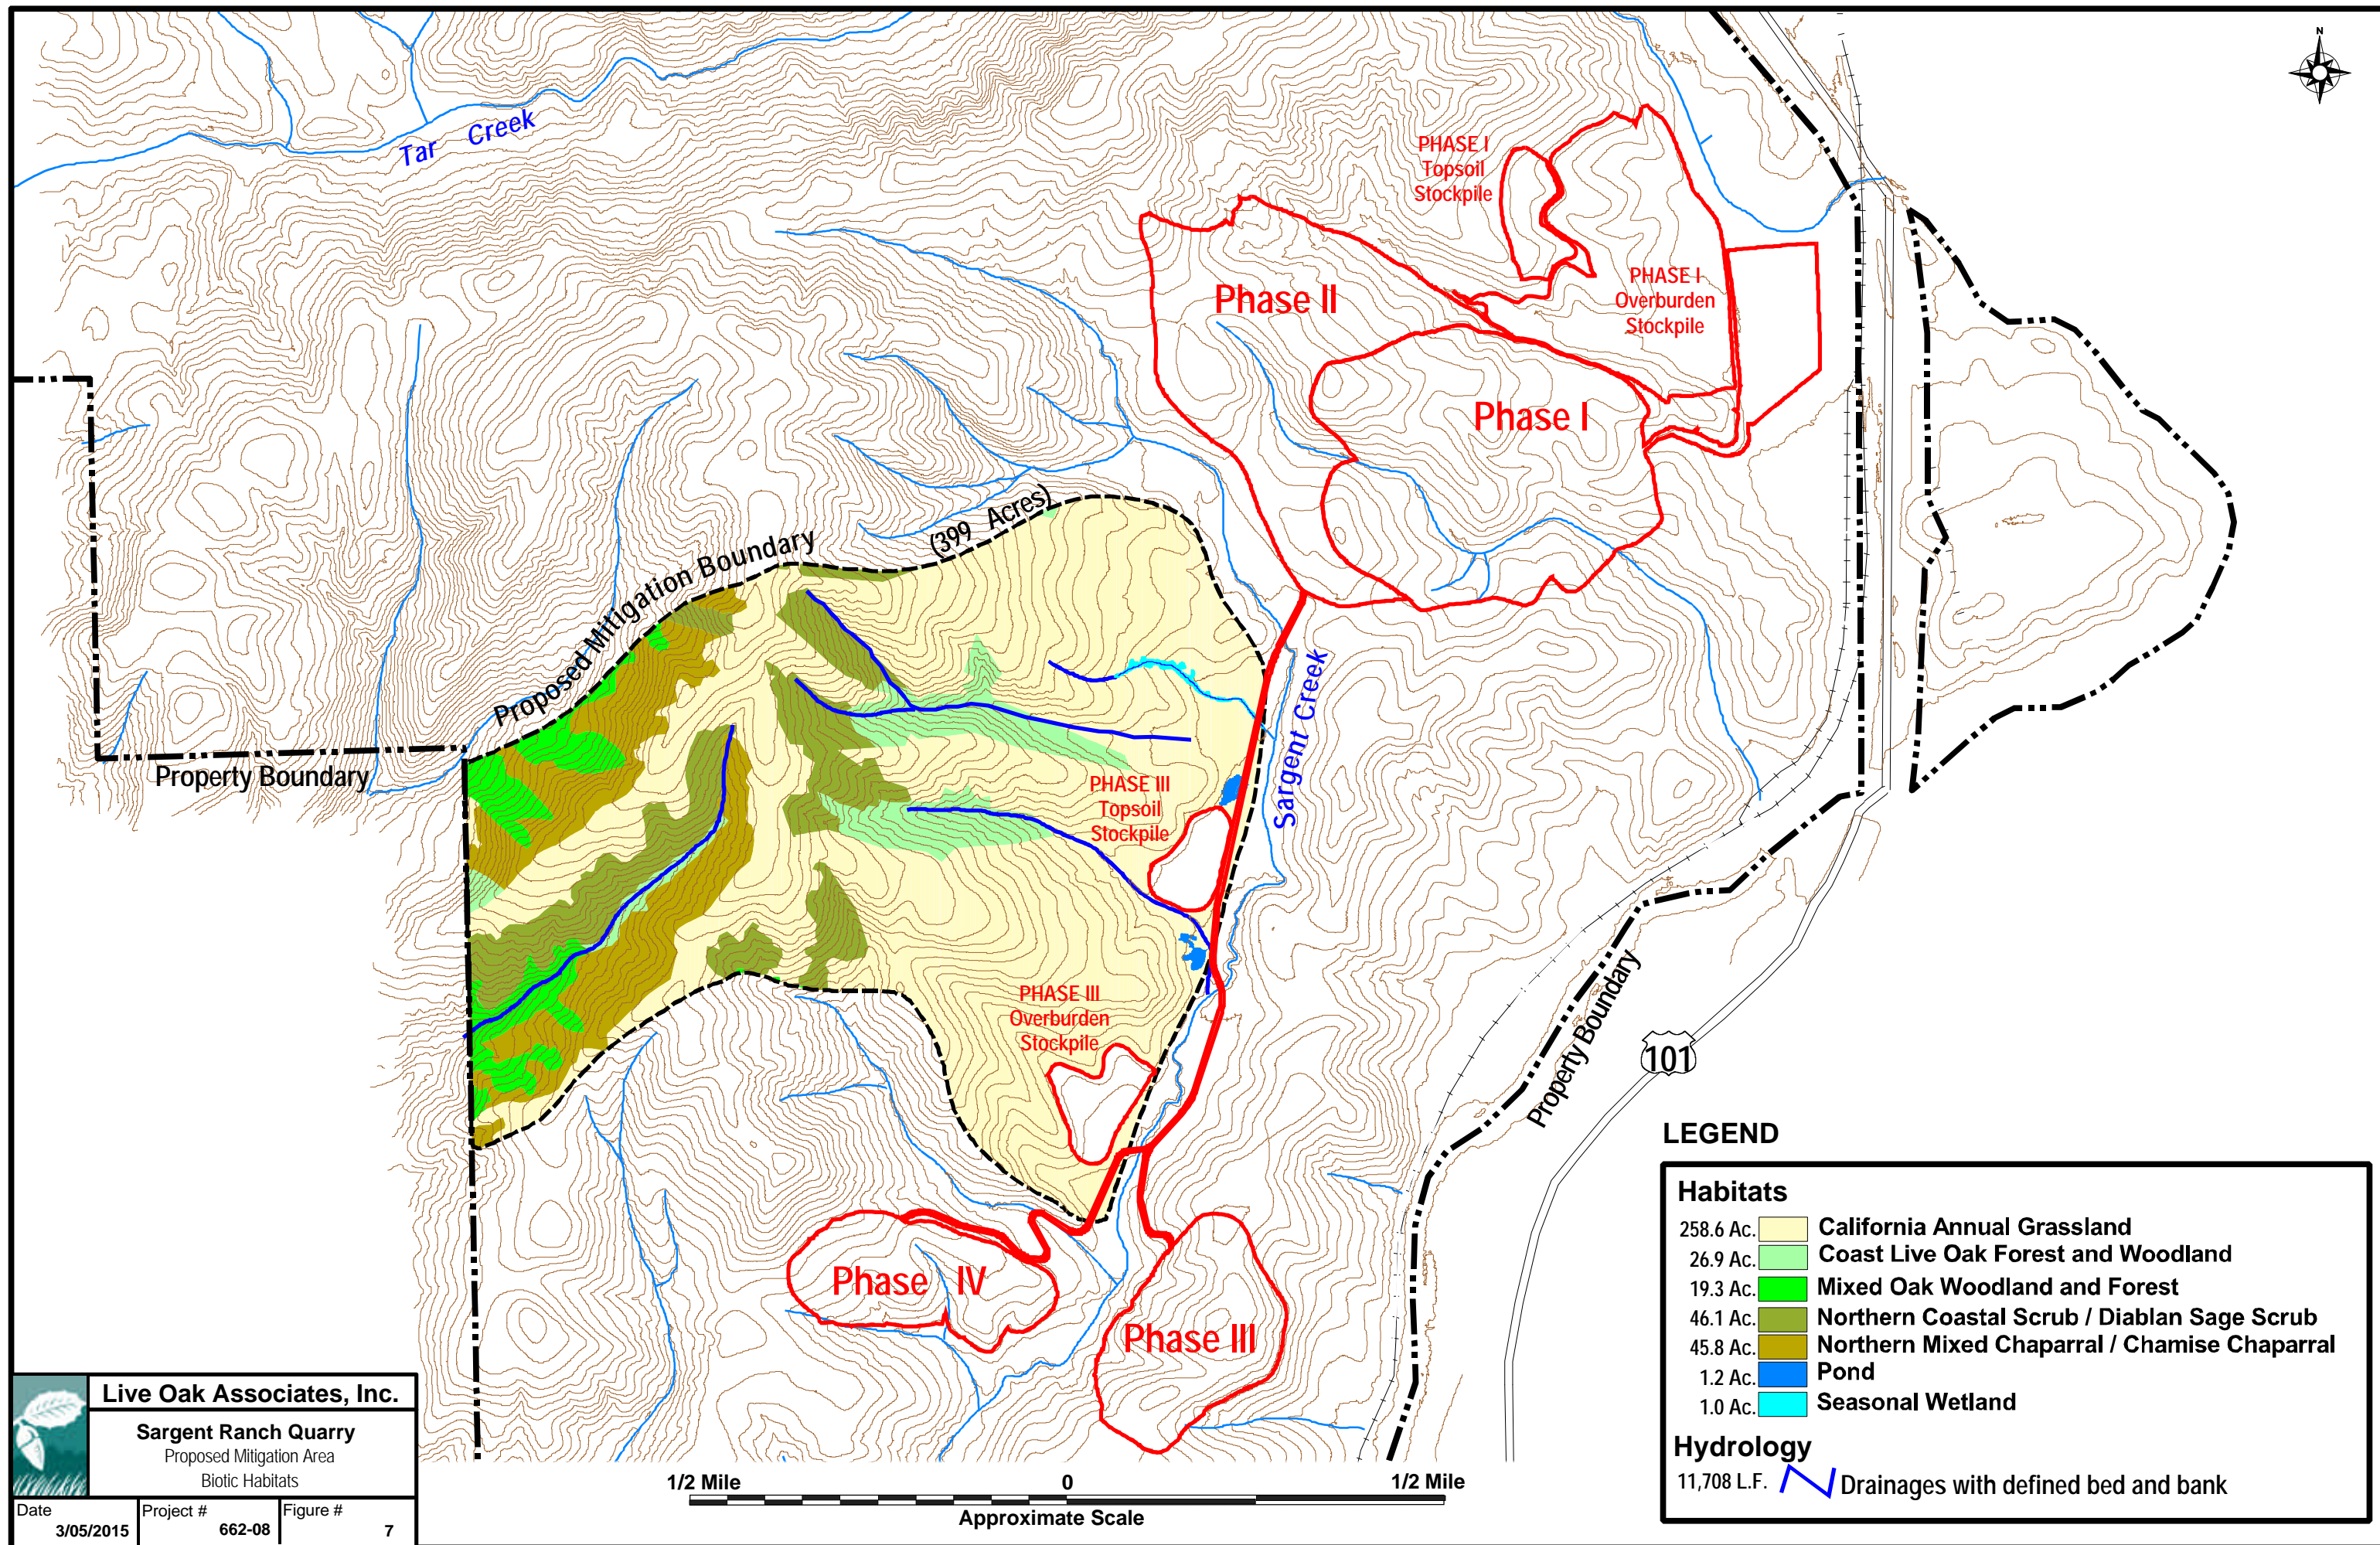 N
Tar Creek
PHASE I
Topsoil
Stockpile
PHASE I
Overburden
Stockpile
Phase II
Phase I
Proposed Mitigation Boundary
(399 Acres)
Sargent Creek
Property Boundary
PHASE III
Topsoil
Stockpile
PHASE III
Overburden
Stockpile
Property Boundary
101
Phase IV
Phase III
LEGEND
Habitats
258.6 Ac. California Annual Grassland
26.9 Ac. Coast Live Oak Forest and Woodland
19.3 Ac. Mixed Oak Woodland and Forest
46.1 Ac. Northern Coastal Scrub / Diablan Sage Scrub
45.8 Ac. Northern Mixed Chaparral / Chamise Chaparral
1.2 Ac. Pond
1.0 Ac. Seasonal Wetland
Hydrology
11,708 L.F. Drainages with defined bed and bank
1/2 Mile 0 1/2 Mile
Approximate Scale
Live Oak Associates, Inc.
Sargent Ranch Quarry
Proposed Mitigation Area
Biotic Habitats
Date Project # Figure #
3/05/2015 662-08 7